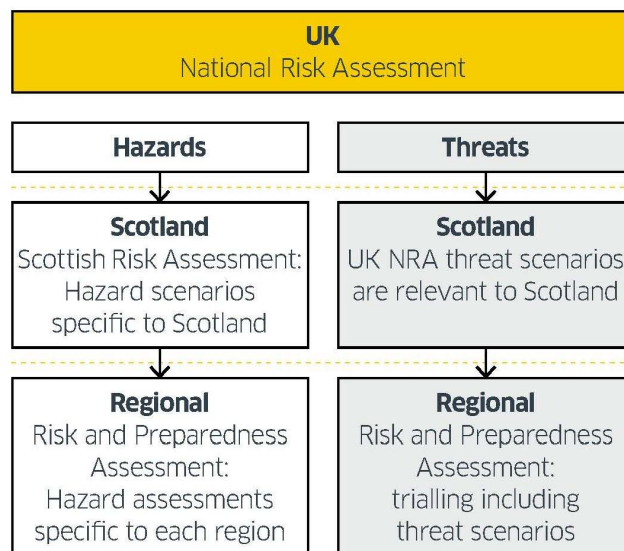 UK
National Risk Assessment
Hazards
Threats
Scotland
Scottish Risk Assessment:
Hazard scenarios
specific to Scotland
Scotland
UK NRA threat scenarios
are relevant to Scotland
Regional
Risk and Preparedness
Assessment:
Hazard assessments
specific to each region
Regional
Risk and Preparedness
Assessment:
trialling including
threat scenarios